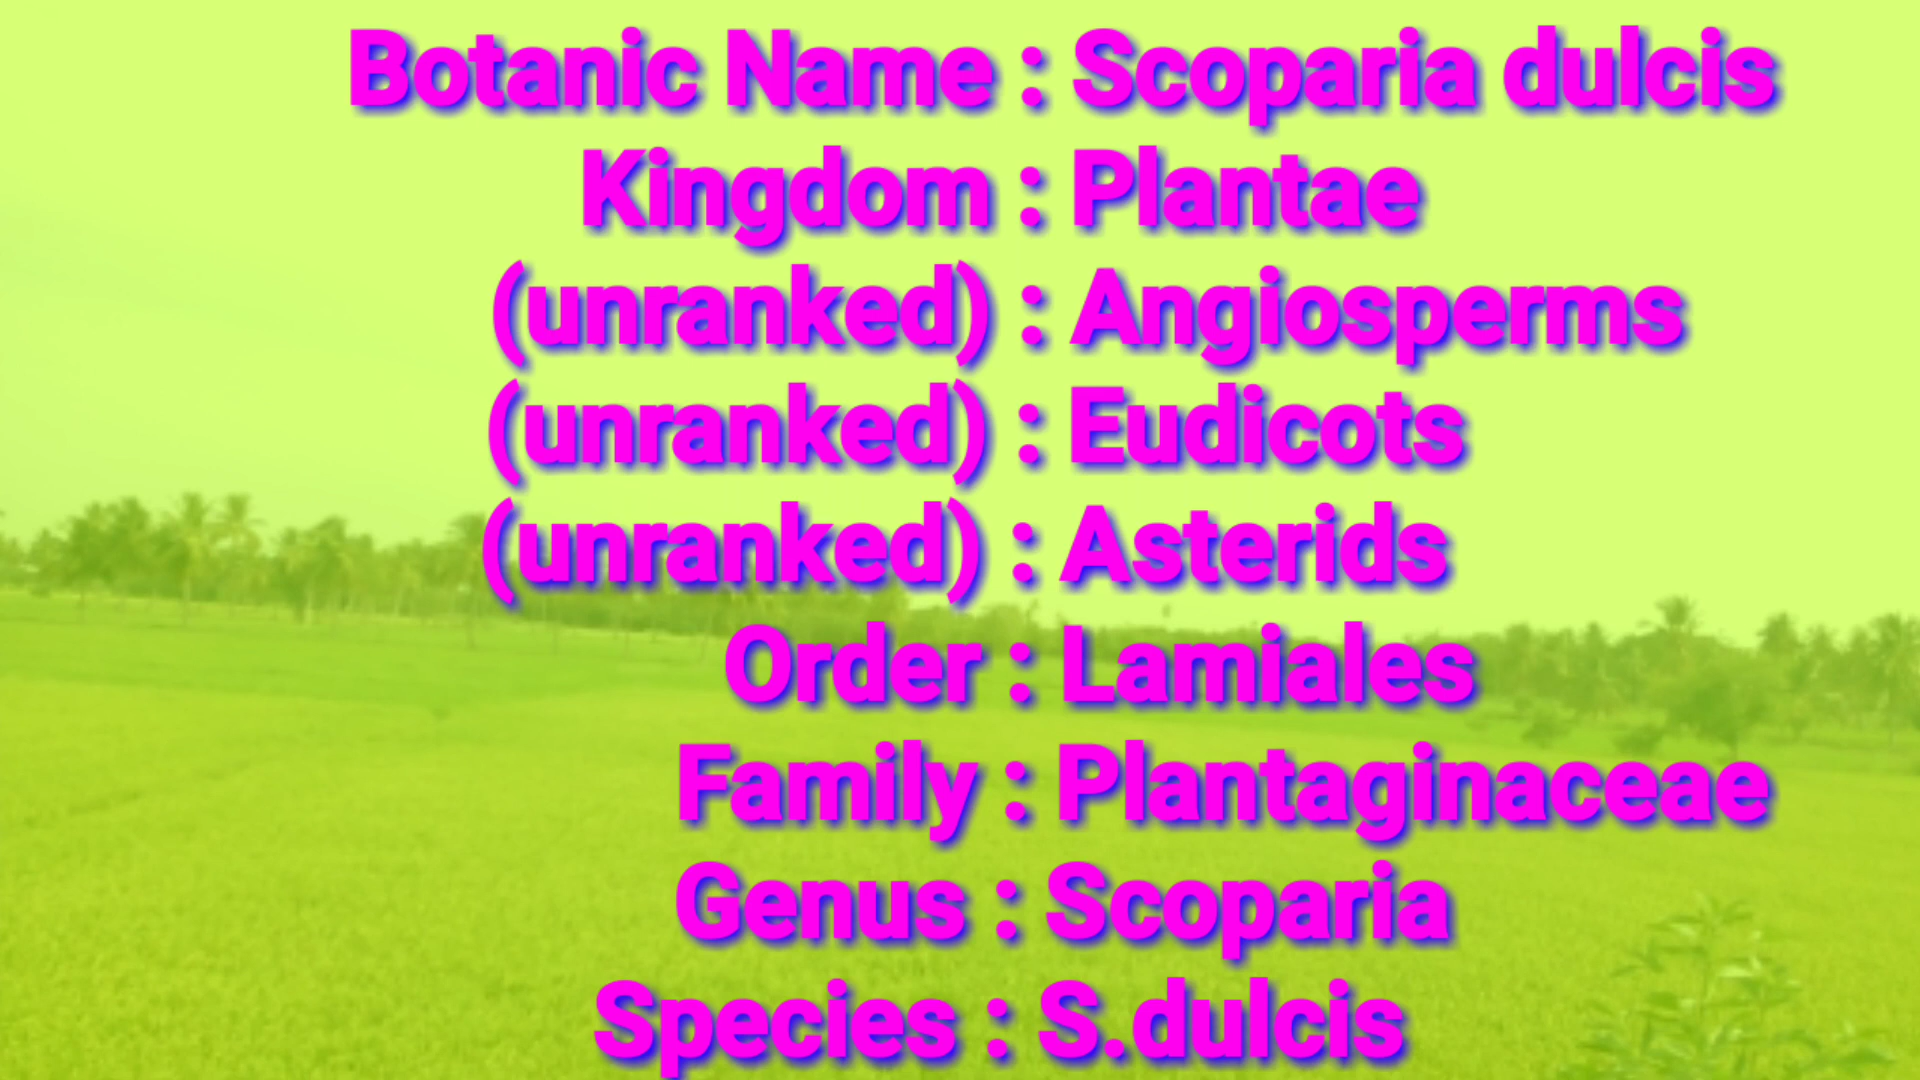 Botanic Name : Scoparia dulcis
Kingdom : Plantae
(unranked) : Angiosperms
(unranked) : Eudicots
(unranked) : Asterids
Order : Lamiales
Family : Plantaginaceae
Genus : Scoparia
Species : S.dulcis